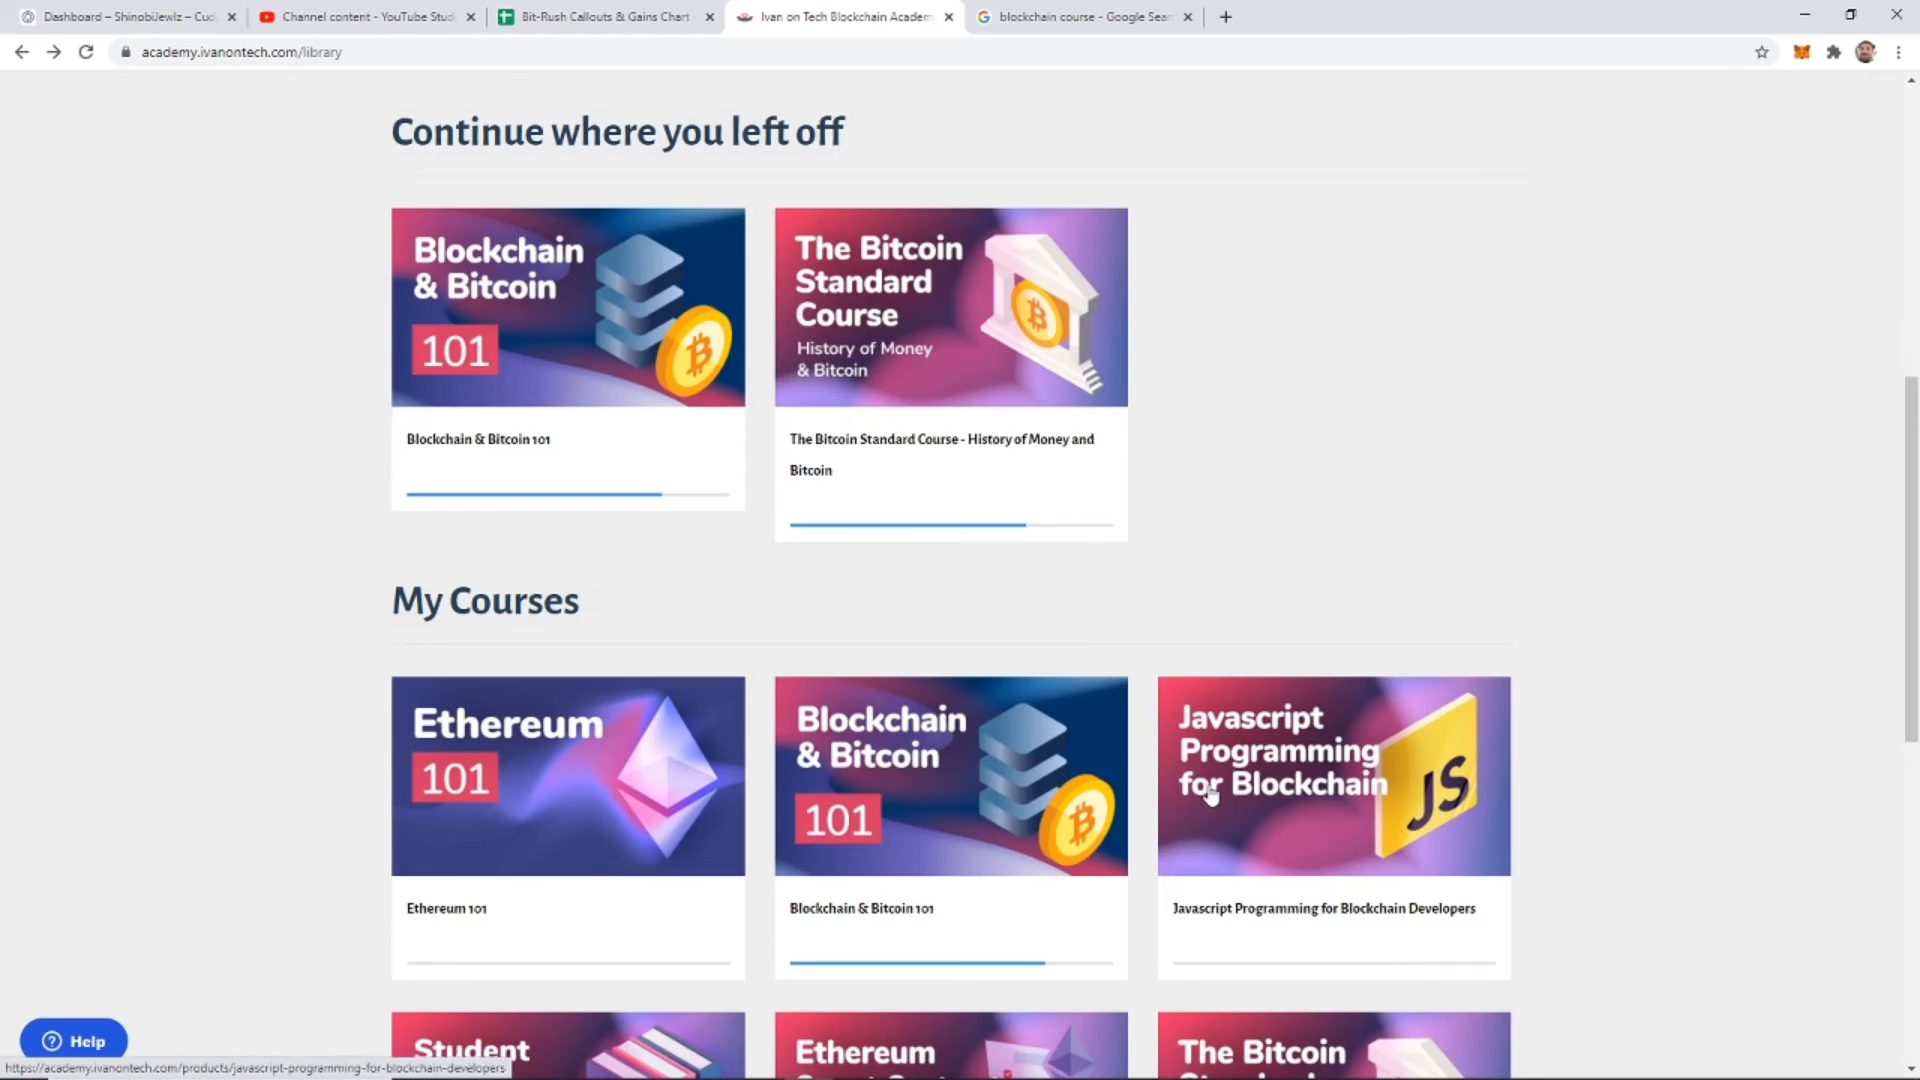 Dashboard – ShinobiJewlz – Cud
Channel content - YouTube Stud
Bit-Rush Callouts & Gains Chart
Ivan on Tech Blockchain Academ
blockchain course - Google Sear
academy.ivanontech.com/library
Continue where you left off
Blockchain
& Bitcoin
101
The Bitcoin
Standard
Course
History of Money
& Bitcoin
Blockchain & Bitcoin 101
The Bitcoin Standard Course - History of Money and
Bitcoin
My Courses
Ethereum
101
Blockchain
& Bitcoin
101
Javascript
Programming
for Blockchain
JS
Ethereum 101
Blockchain & Bitcoin 101
Javascript Programming for Blockchain Developers
Student
Ethereum
The Bitcoin
Help
https://academy.ivanontech.com/products/javascript-programming-for-blockchain-developers